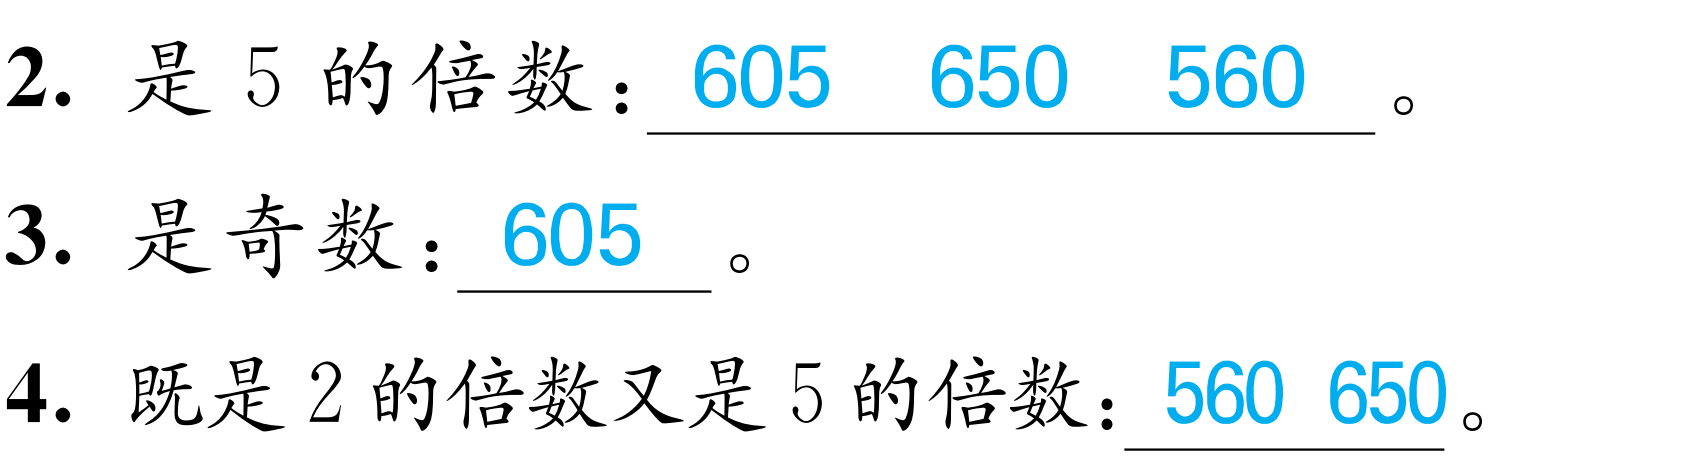 2. 是 5 的倍数：605 650 560。
3. 是奇数：605。
4. 既是 2 的倍数又是 5 的倍数：560 650。